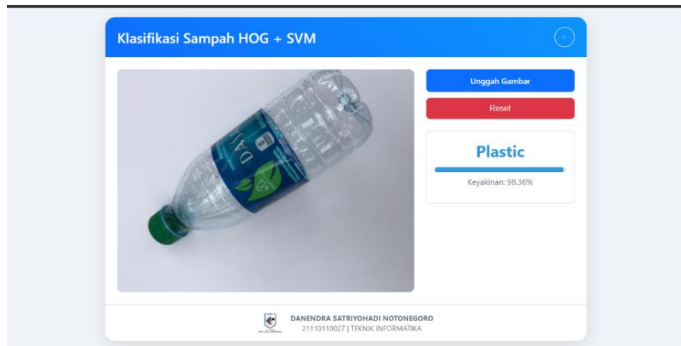 Klasifikasi Sampah HOG + SVM
Unggah Gambar
Reset
Plastic
Keyakinan: 98.36%
DANENDRA SATRIYOHADI NOTONEGORO
21110110027 | TEKNIK INFORMATIKA